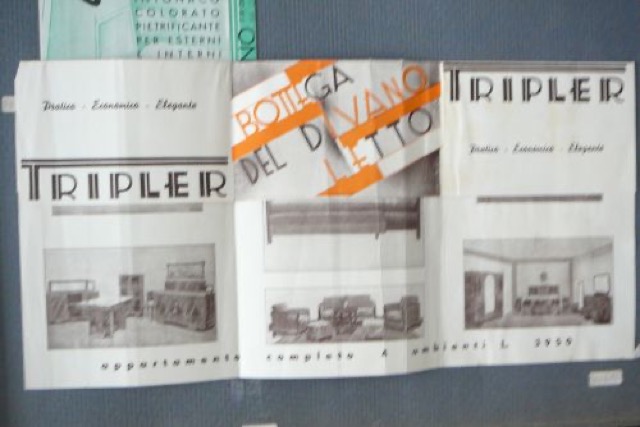 INTONACO
COLORATO
PIETRIFICANTE
PER ESTERNI
INTERNI
Pratico - Economico - Elegante
TRIPLER
BOTTEGA
DEL DIVANO
LETTO
TRIPLER
Pratico - Economico - Elegante
appartamento completo 4 ambienti L. 2999